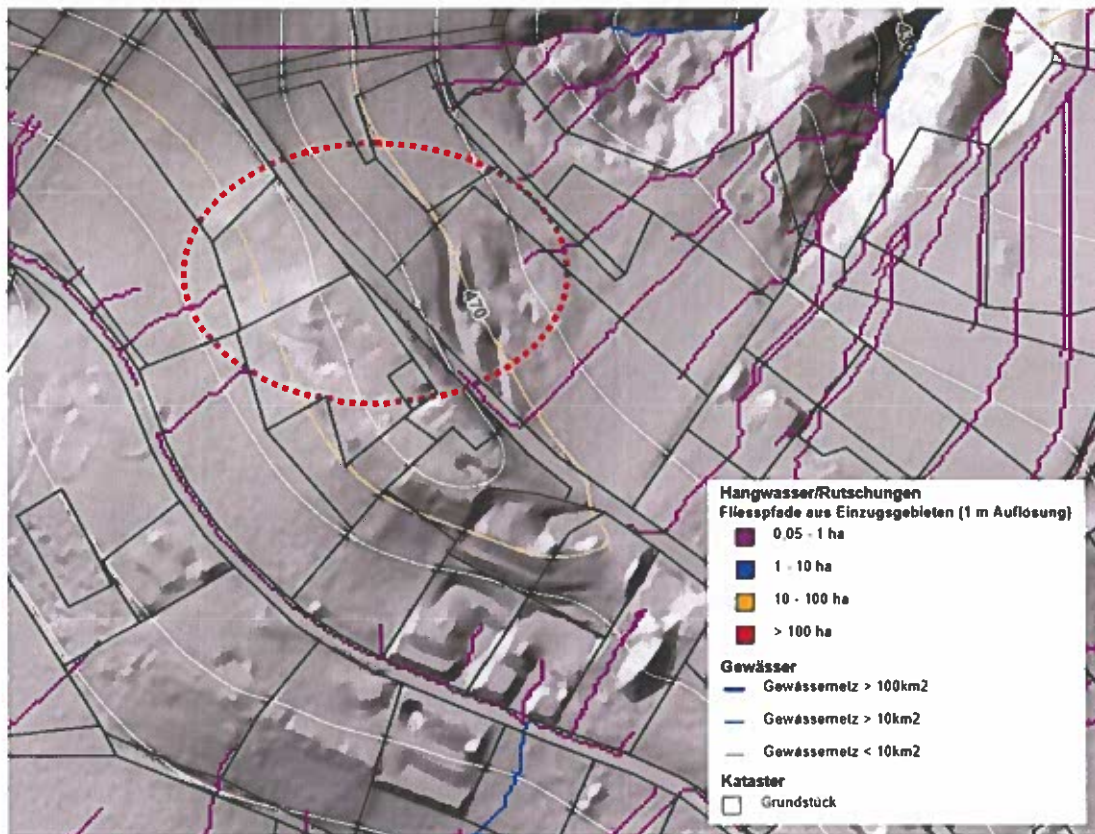 470
Hangwasser/Rutschungen
Fliesspfade aus Einzugsgebieten (1 m Auflösung)
0,05 - 1 ha
1 - 10 ha
10 - 100 ha
> 100 ha
Gewässer
Gewässernetz > 100km2
Gewässernetz > 10km2
Gewässernetz < 10km2
Kataster
Grundstück